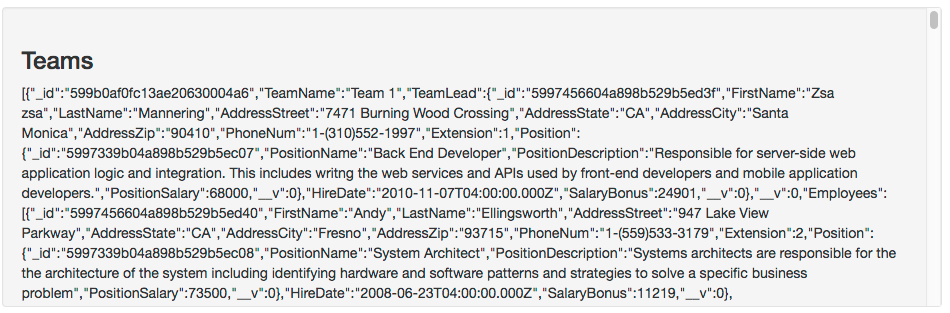 Teams
[{"_id":"599b0af0fc13ae20630004a6","TeamName":"Team 1","TeamLead":{"_id":"5997456604a898b529b5ed3f","FirstName":"Zsa
zsa","LastName":"Mannering","AddressStreet":"7471 Burning Wood Crossing","AddressState":"CA","AddressCity":"Santa
Monica","AddressZip":"90410","PhoneNum":"1-(310)552-1997","Extension":1,"Position":
{"_id":"5997339b04a898b529b5ec07","PositionName":"Back End Developer","PositionDescription":"Responsible for server-side web
application logic and integration. This includes writng the web services and APIs used by front-end developers and mobile application
developers.","PositionSalary":68000,"__v":0},"HireDate":"2010-11-07T04:00:00.000Z","SalaryBonus":24901,"__v":0},"__v":0,"Employees":
[{"_id":"5997456604a898b529b5ed40","FirstName":"Andy","LastName":"Ellingsworth","AddressStreet":"947 Lake View
Parkway","AddressState":"CA","AddressCity":"Fresno","AddressZip":"93715","PhoneNum":"1-(559)533-3179","Extension":2,"Position":
{"_id":"5997339b04a898b529b5ec08","PositionName":"System Architect","PositionDescription":"Systems architects are responsible for the
the architecture of the system including identifying hardware and software patterns and strategies to solve a specific business
problem","PositionSalary":73500,"__v":0},"HireDate":"2008-06-23T04:00:00.000Z","SalaryBonus":11219,"__v":0},